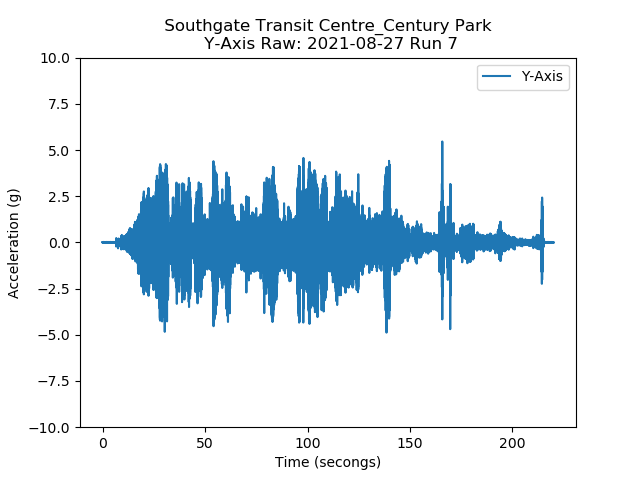 Southgate Transit Centre_Century Park
Y-Axis Raw: 2021-08-27 Run 7
Y-Axis
10.0
7.5
5.0
2.5
0.0
−2.5
−5.0
−7.5
−10.0
Acceleration (g)
0 50 100 150 200
Time (secongs)